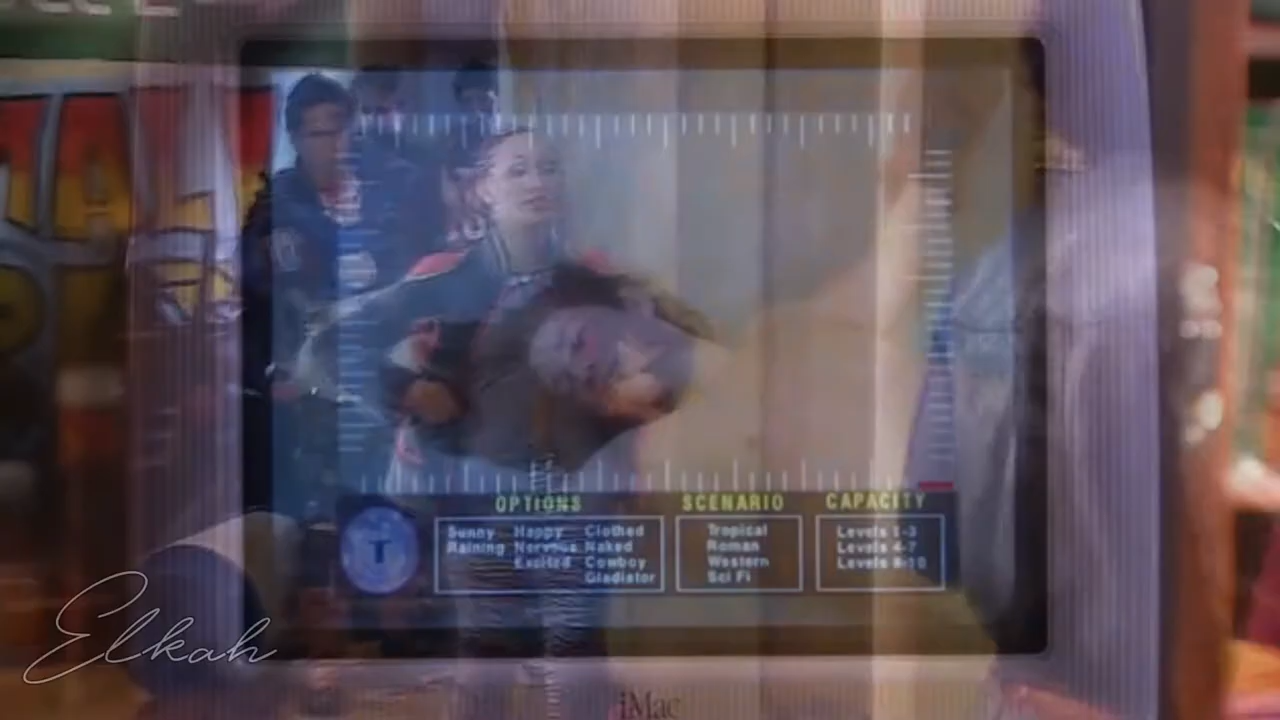 OPTIONS SCENARIO CAPACITY
Sunny Happy Clothed Tropical Levels 1-3
Raining Nervous Naked Roman Levels 4-7
Excited Cowboy Western Levels 8-10
Gladiator Sci Fi
T
Elkah
iMac